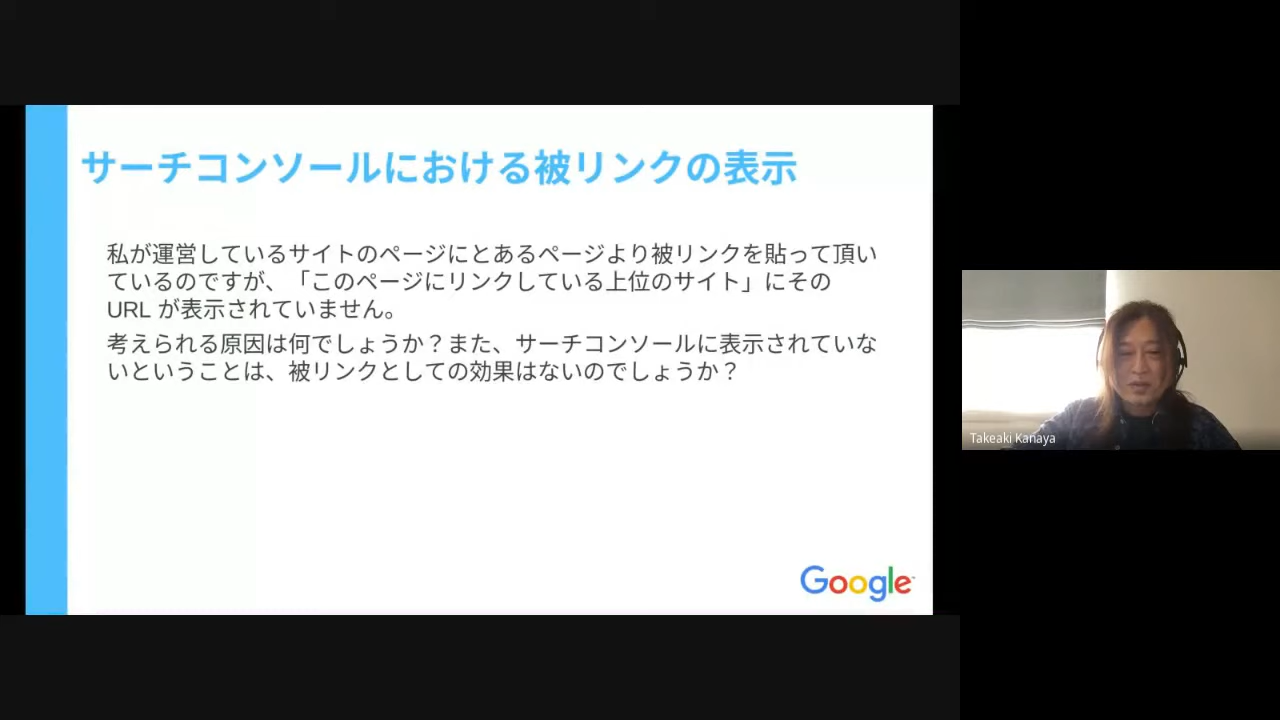 サーチコンソールにおける被リンクの表示
私が運営しているサイトのページにとあるページより被リンクを貼って頂い
ているのですが、「このページにリンクしている上位のサイト」にその
URL が表示されていません。
考えられる原因は何でしょうか？また、サーチコンソールに表示されていな
いということは、被リンクとしての効果はないのでしょうか？
Google
Takeaki Kanaya